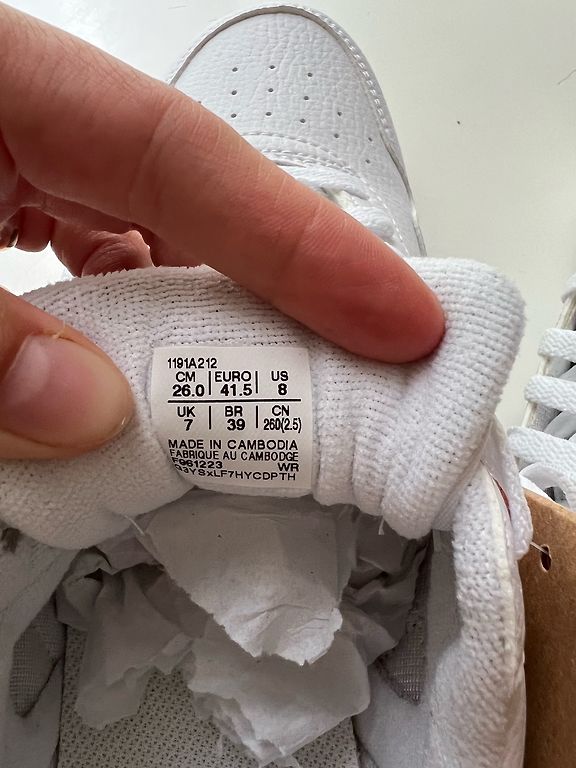 1191A212
CM EURO US
26.0 41.5 8
UK BR CN
7 39 260(2.5)
MADE IN CAMBODIA
FABRIQUE AU CAMBODGE
F961223 WR